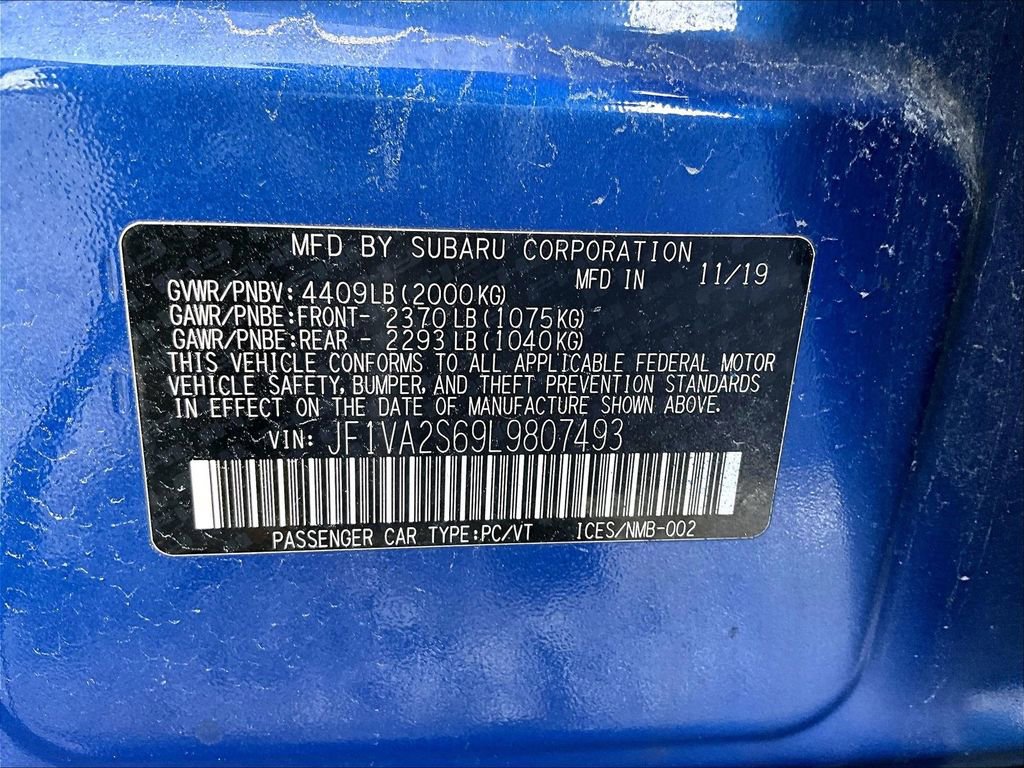 MFD BY SUBARU CORPORATION
MFD IN 11/19
GVWR/PNBV: 4409LB (2000KG)
GAWR/PNBE:FRONT- 2370 LB (1075KG)
GAWR/PNBE:REAR - 2293 LB (1040KG)
THIS VEHICLE CONFORMS TO ALL APPLICABLE FEDERAL MOTOR
VEHICLE SAFETY, BUMPER, AND THEFT PREVENTION STANDARDS
IN EFFECT ON THE DATE OF MANUFACTURE SHOWN ABOVE.
VIN: JF1VA2S69L9807493
PASSENGER CAR TYPE:PC/VT ICES/NMB-002